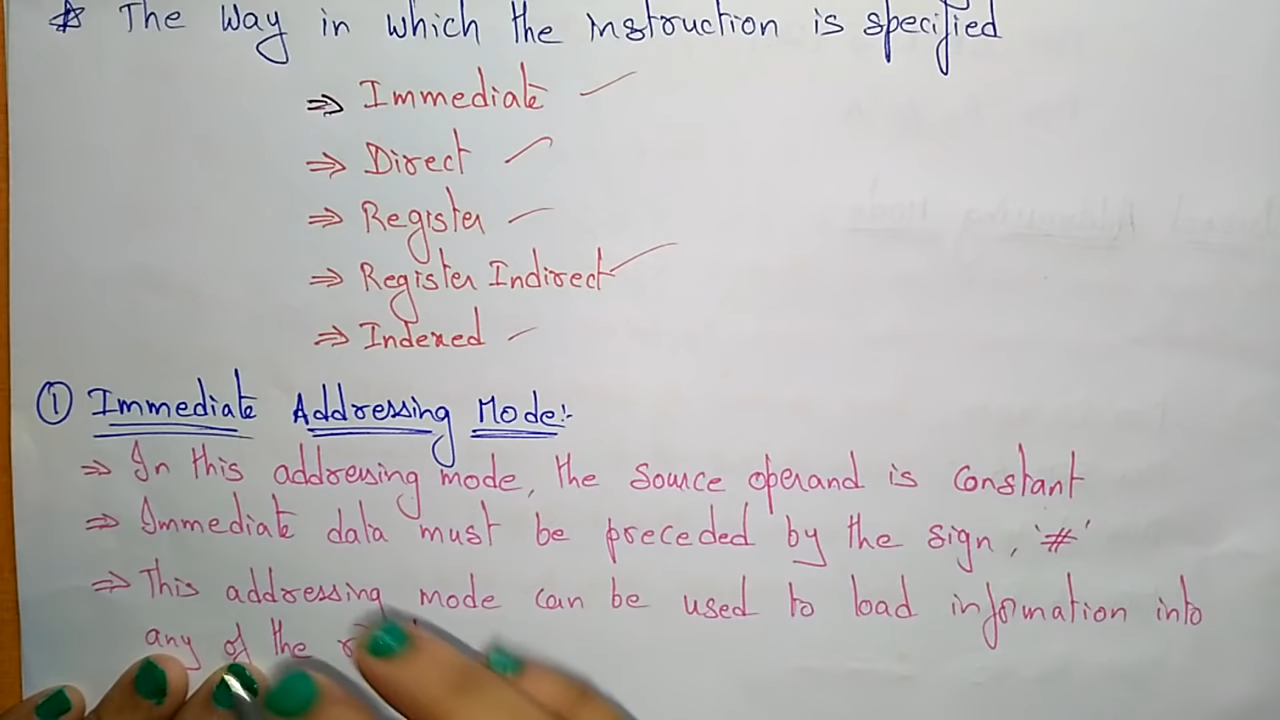 * The way in which the instruction is specified
⇒ Immediate
⇒ Direct
⇒ Register
⇒ Register Indirect
⇒ Indexed
① Immediate Addressing Mode:-
⇒ In this addressing mode, the source operand is constant
⇒ Immediate data must be preceded by the sign, '#'
⇒ This addressing mode can be used to load information into
any of the